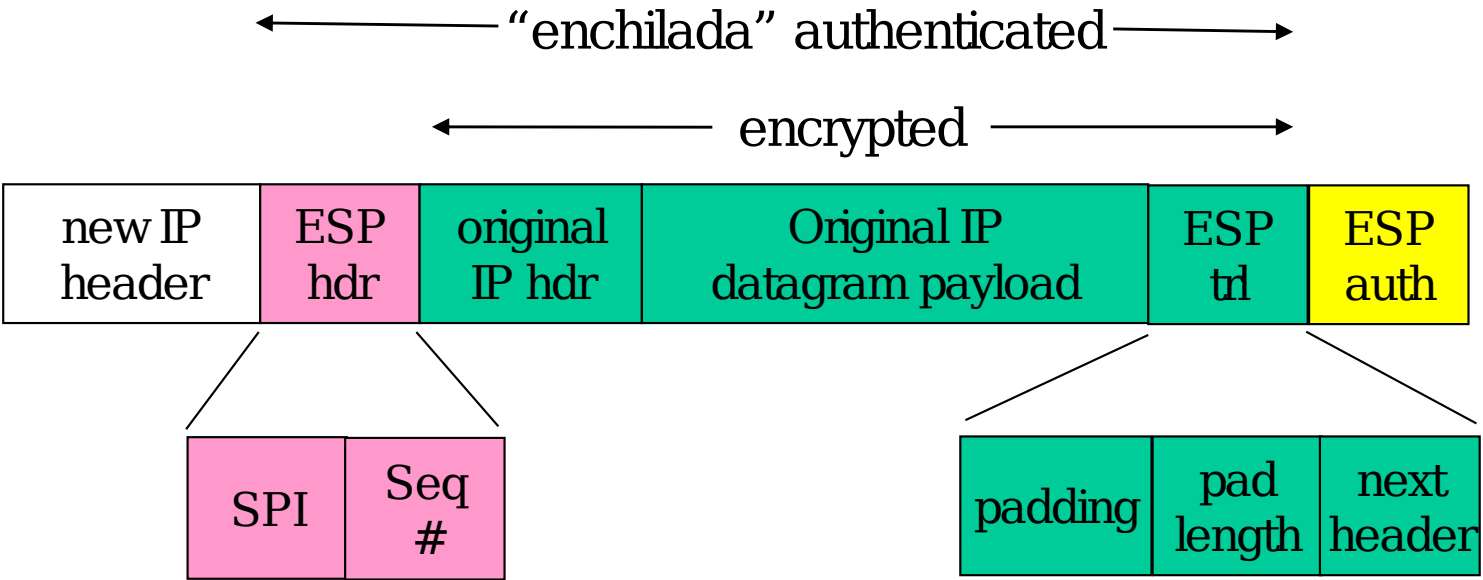 “enchilada” authenticated
encrypted
new IP
header
ESP
hdr
original
IP hdr
Original IP
datagram payload
ESP
trl
ESP
auth
SPI
Seq
#
padding
pad
length
next
header